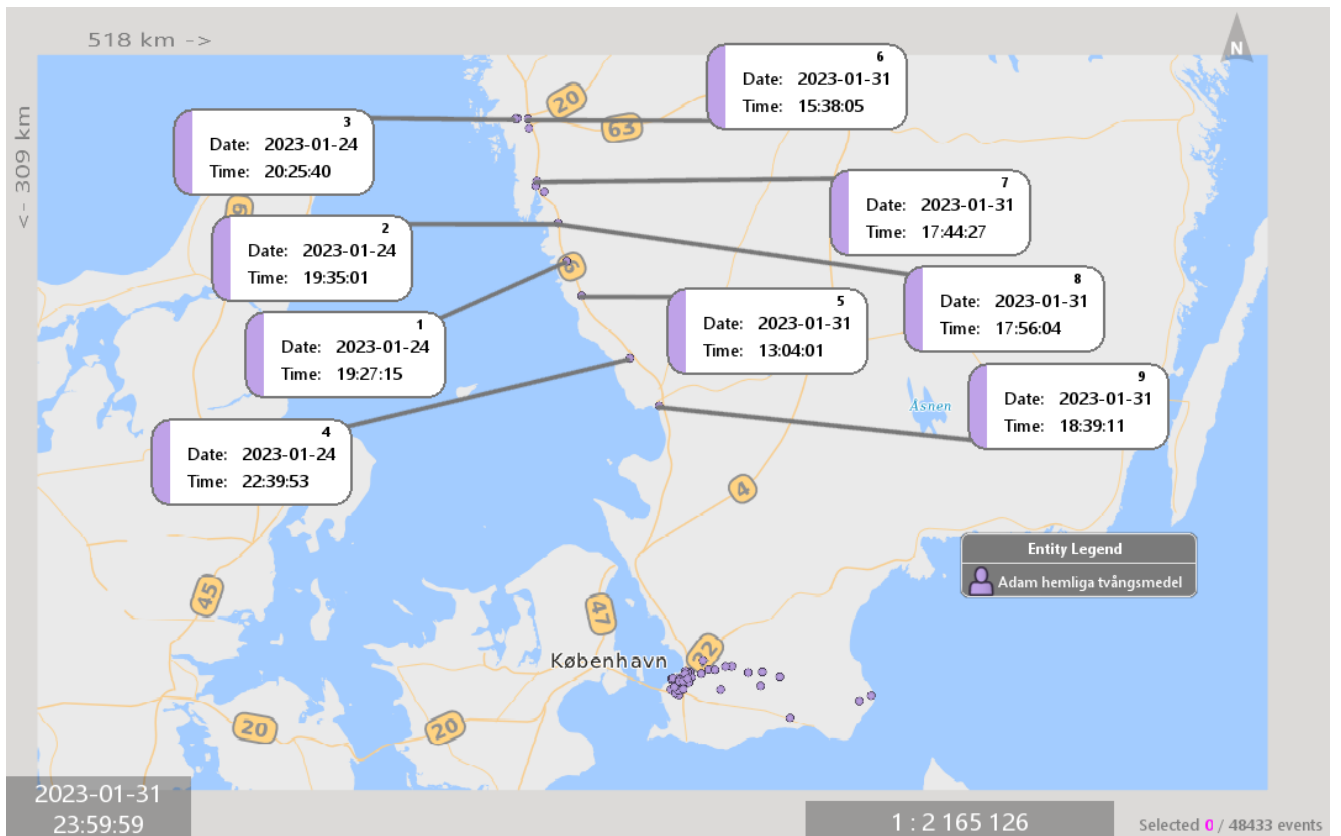 518 km ->
<- 309 km
N
20
63
6
Date: 2023-01-31
Time: 15:38:05
3
Date: 2023-01-24
Time: 20:25:40
7
Date: 2023-01-31
Time: 17:44:27
2
Date: 2023-01-24
Time: 19:35:01
6
8
Date: 2023-01-31
Time: 17:56:04
5
Date: 2023-01-31
Time: 13:04:01
1
Date: 2023-01-24
Time: 19:27:15
9
Date: 2023-01-31
Time: 18:39:11
Åsnen
4
Date: 2023-01-24
Time: 22:39:53
4
Entity Legend
Adam hemliga tvångsmedel
45
47
32
København
20
20
2023-01-31
23:59:59
1 : 2 165 126
Selected 0 / 48433 events